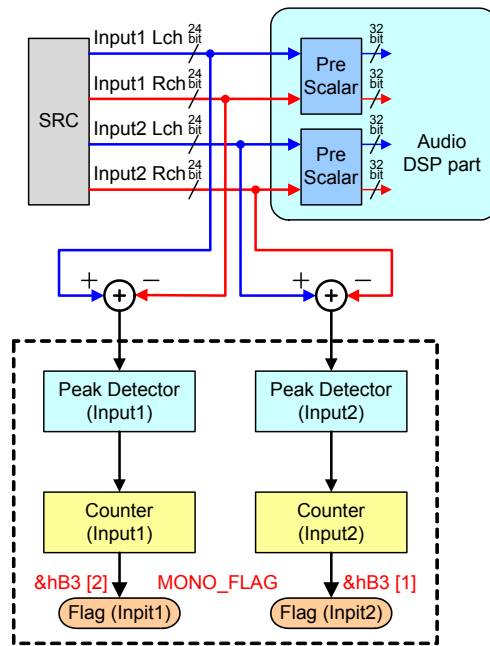 Input1 Lch
24
bit
32
bit
Pre
Scalar
Input1 Rch
24
bit
32
bit
SRC
Input2 Lch
24
bit
32
bit
Pre
Scalar
Input2 Rch
24
bit
32
bit
Audio
DSP part
+ −
+
+ −
+
Peak Detector
(Input1)
Peak Detector
(Input2)
Counter
(Input1)
Counter
(Input2)
&hB3 [2] MONO_FLAG &hB3 [1]
Flag (Inpit1)
Flag (Inpit2)